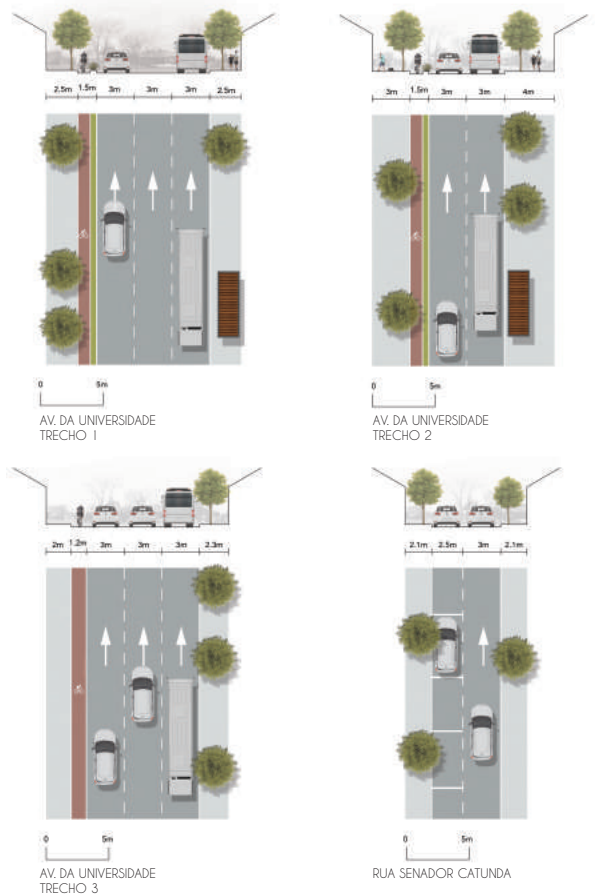 2.5m 1.5m 3m 3m 3m 2.5m
0 5m
AV. DA UNIVERSIDADE
TRECHO 1
3m 1.5m 3m 3m 4m
0 5m
AV. DA UNIVERSIDADE
TRECHO 2
2m 1.2m 3m 3m 3m 2.3m
0 5m
AV. DA UNIVERSIDADE
TRECHO 3
2.1m 2.5m 3m 2.1m
0 5m
RUA SENADOR CATUNDA